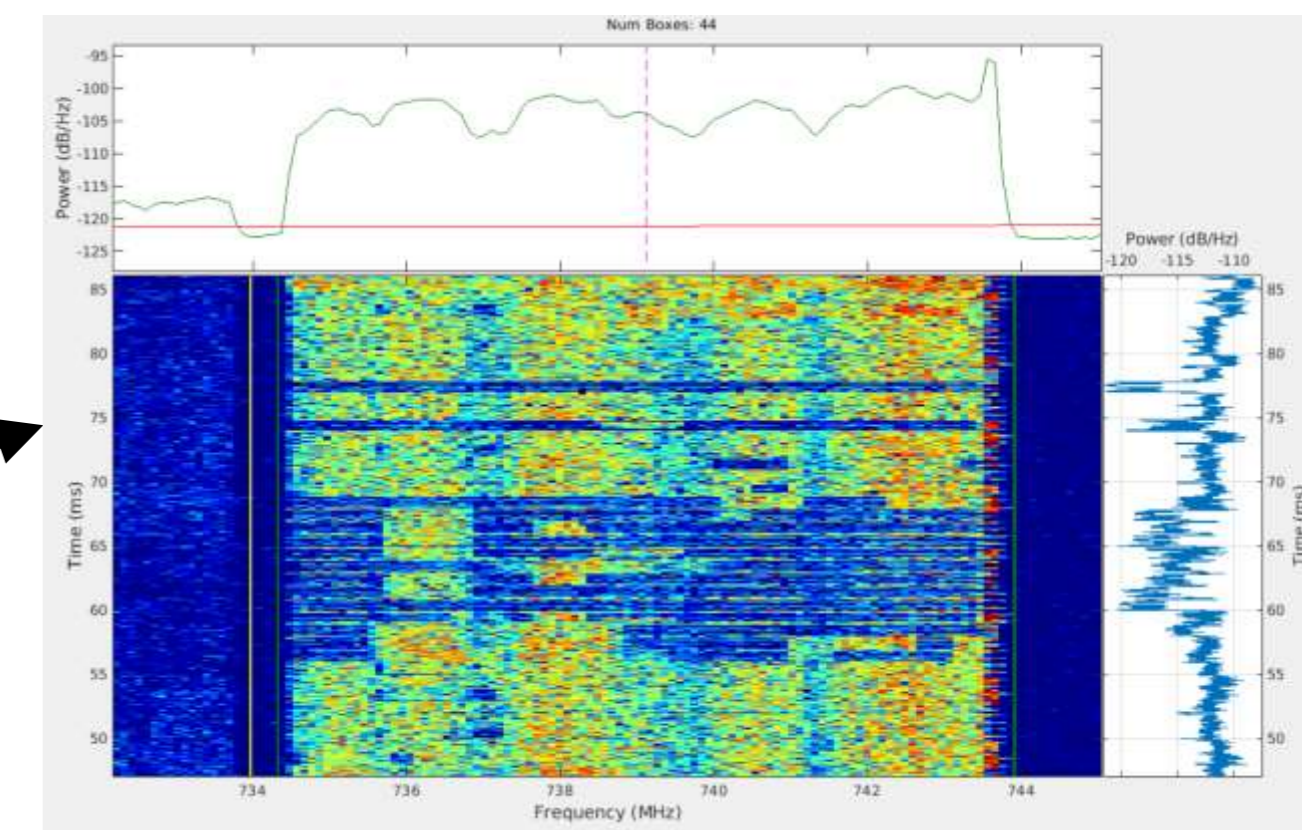 Num Boxes: 44
-95
-100
-105
-110
-115
-120
-125
Power (dB/Hz)
Power (dB/Hz)
-120 -115 -110
85
80
75
70
65
60
55
50
Time (ms)
85
80
75
70
65
60
55
50
Time (ms)
734 736 738 740 742 744
Frequency (MHz)